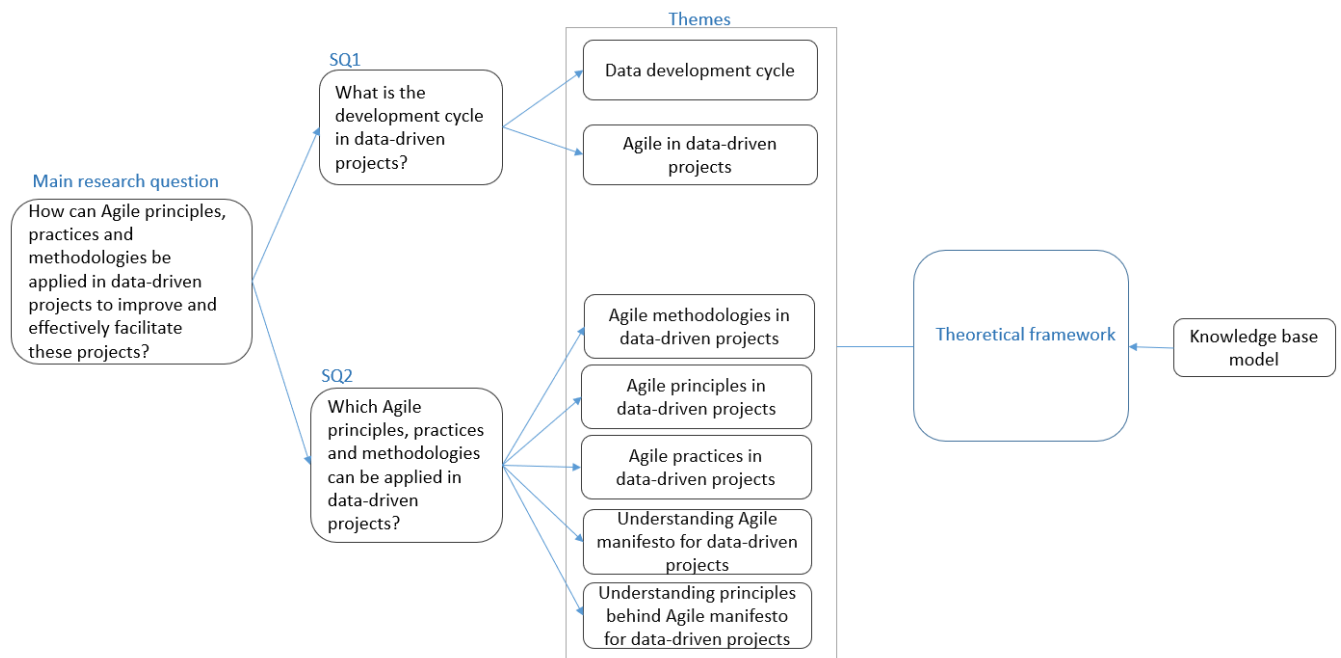 Themes
SQ1
What is the
development cycle
in data-driven
projects?
Data development cycle
Agile in data-driven
projects
Main research question
How can Agile principles,
practices and
methodologies be
applied in data-driven
projects to improve and
effectively facilitate
these projects?
SQ2
Which Agile
principles, practices
and methodologies
can be applied in
data-driven
projects?
Agile methodologies in
data-driven projects
Agile principles in
data-driven projects
Agile practices in
data-driven projects
Understanding Agile
manifesto for data-driven
projects
Understanding principles
behind Agile manifesto
for data-driven projects
Theoretical framework
Knowledge base
model